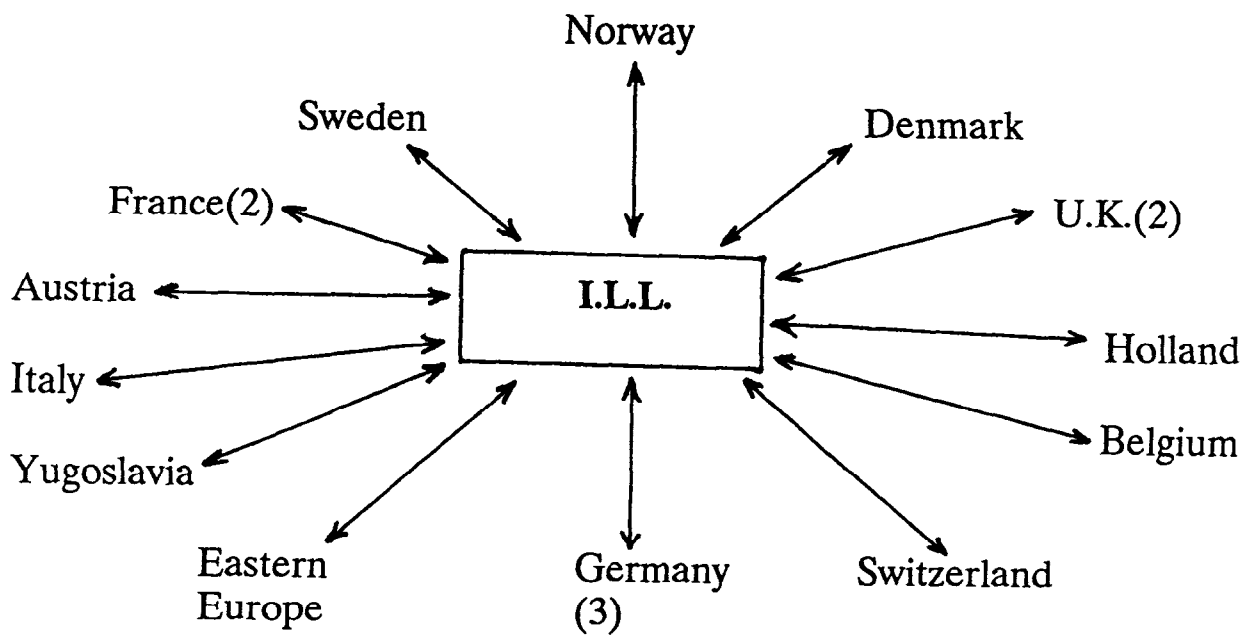 Norway
Sweden
Denmark
France(2)
U.K.(2)
Austria
I.L.L.
Holland
Italy
Belgium
Yugoslavia
Eastern
Europe
Germany
(3)
Switzerland